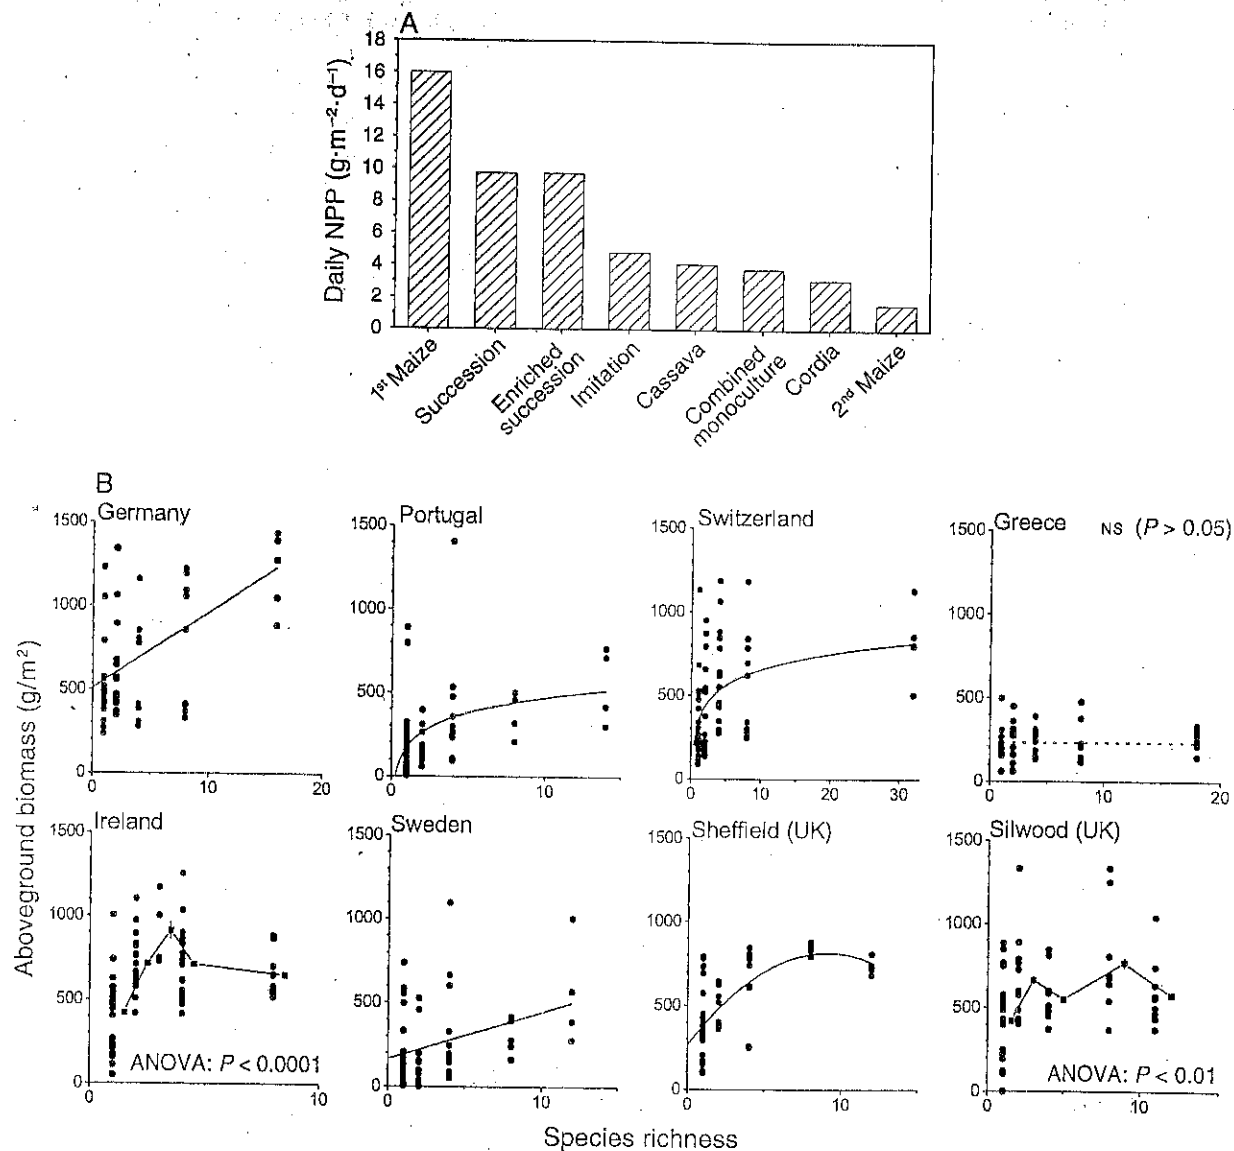 A
18
16
14
12
10
8
6
4
2
0
Daily NPP (g·m⁻²·d⁻¹)
1st Maize
Succession
Enriched
succession
Imitation
Cassava
Combined
monoculture
Cordia
2nd Maize
B
Aboveground biomass (g/m²)
Germany
1500
1000
500
0
0 10 20
Portugal
1500
1000
500
0
0 10
Switzerland
1500
1000
500
0
0 10 20 30
Greece NS (P > 0.05)
1500
1000
500
0
0 10 20
Ireland
1500
1000
500
0
ANOVA: P < 0.0001
0 10
Sweden
1500
1000
500
0
0 10
Sheffield (UK)
1500
1000
500
0
0 10
Silwood (UK)
1500
1000
500
0
ANOVA: P < 0.01
0 10
Species richness